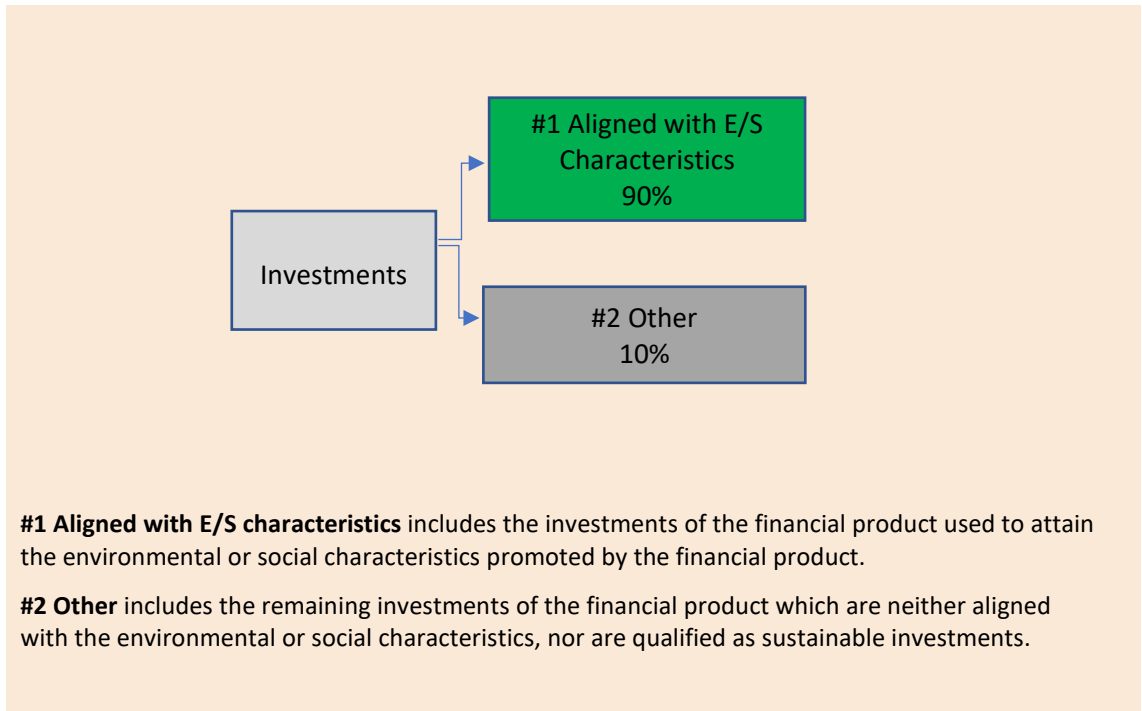 #1 Aligned with E/S
Characteristics
90%
Investments
#2 Other
10%
#1 Aligned with E/S characteristics includes the investments of the financial product used to attain
the environmental or social characteristics promoted by the financial product.
#2 Other includes the remaining investments of the financial product which are neither aligned
with the environmental or social characteristics, nor are qualified as sustainable investments.